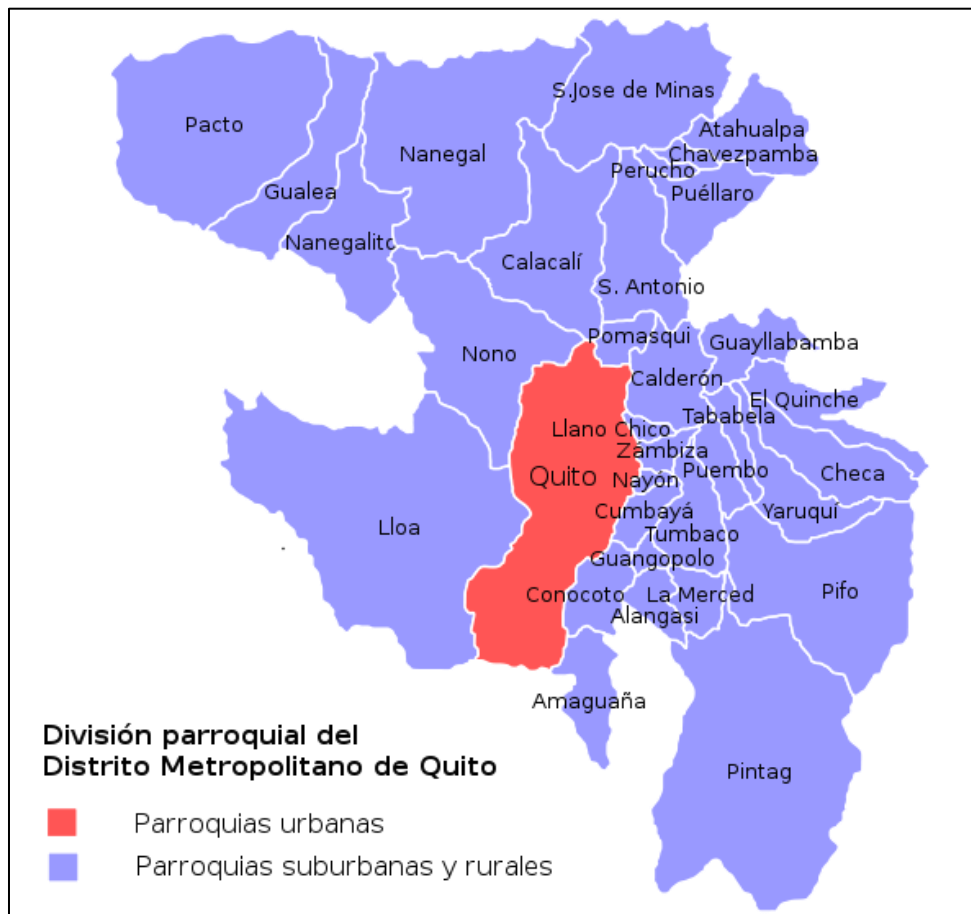 S.Jose de Minas
Pacto
Atahualpa
Nanegal
Chavezpamba
Perucho
Gualea
Puéllaro
Nanegalito
Calacalí
S. Antonio
Pomasqui
Guayllabamba
Nono
Calderón
El Quinche
Tababela
Llano Chico
Zámbiza
Quito
Puembo
Checa
Nayón
Cumbayá
Yaruquí
Lloa
Tumbaco
Guangopolo
Conocoto
La Merced
Pifo
Alangasi
Amaguaña
Pintag
División parroquial del
Distrito Metropolitano de Quito
Parroquias urbanas
Parroquias suburbanas y rurales